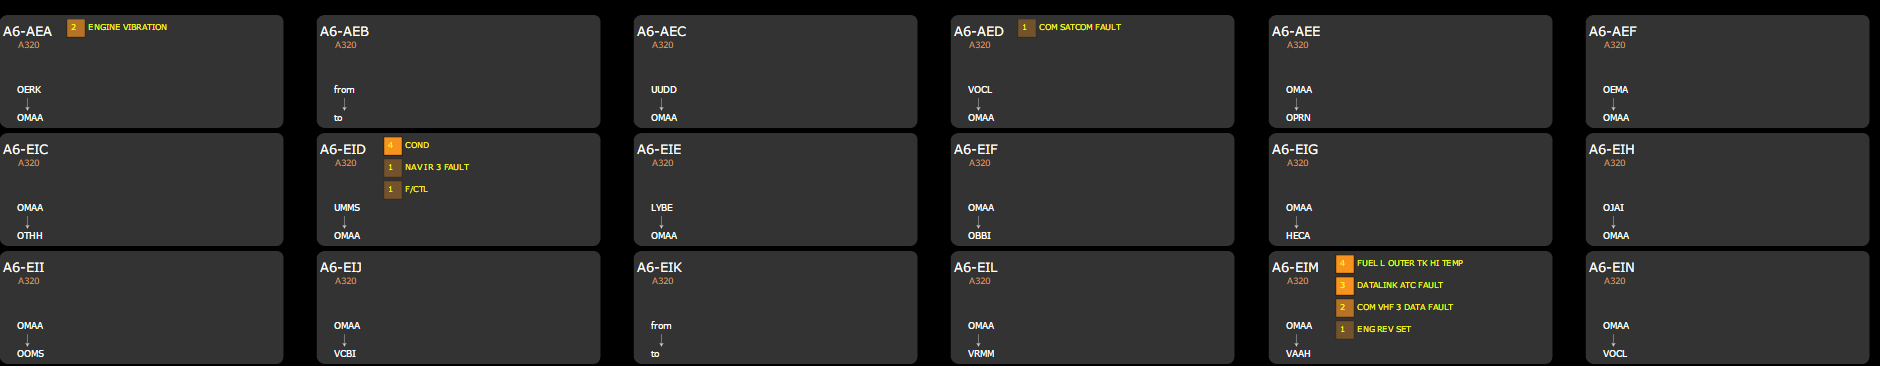 A6-AEA
A320
2 ENGINE VIBRATION
OERK
OMAA
A6-AEB
A320
from
to
A6-AEC
A320
UUDD
OMAA
A6-AED
A320
1 COM SATCOM FAULT
VOCL
OMAA
A6-AEE
A320
OMAA
OPRN
A6-AEF
A320
OEMA
OMAA
A6-EIC
A320
OMAA
OTHH
A6-EID
A320
4 COND
1 NAV IR 3 FAULT
1 F/CTL
UMMS
OMAA
A6-EIE
A320
LYBE
OMAA
A6-EIF
A320
OMAA
OBBI
A6-EIG
A320
OMAA
HECA
A6-EIH
A320
OJAI
OMAA
A6-EII
A320
OMAA
OOMS
A6-EIJ
A320
OMAA
VCBI
A6-EIK
A320
from
to
A6-EIL
A320
OMAA
VRMM
A6-EIM
A320
4 FUEL L OUTER TK HI TEMP
3 DATALINK ATC FAULT
2 COM VHF 3 DATA FAULT
1 ENG REV SET
OMAA
VAAH
A6-EIN
A320
OMAA
VOCL